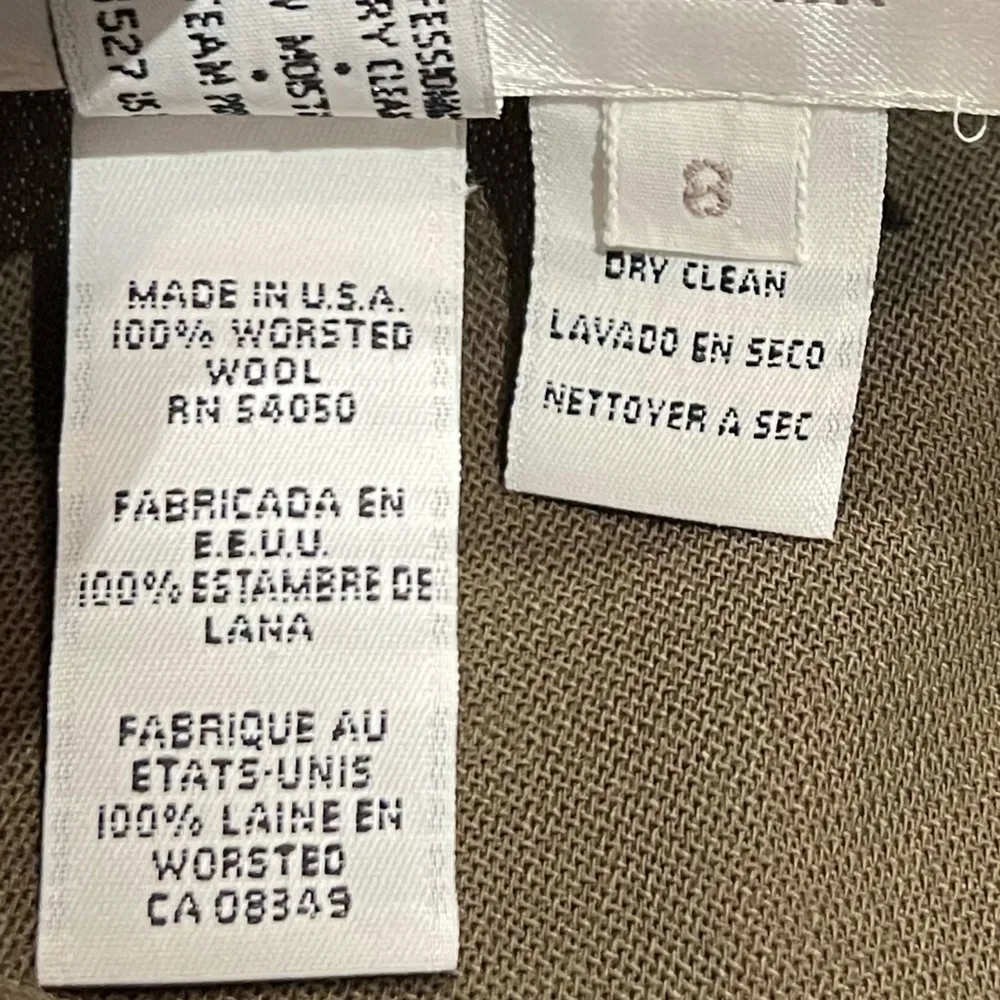 MADE IN U.S.A.
100% WORSTED
WOOL
RN 54050
FABRICADA EN
E.E.U.U.
100% ESTAMBRE DE
LANA
FABRIQUE AU
ETATS-UNIS
100% LAINE EN
WORSTED
CA 08349
8
DRY CLEAN
LAVADO EN SECO
NETTOYER A SEC